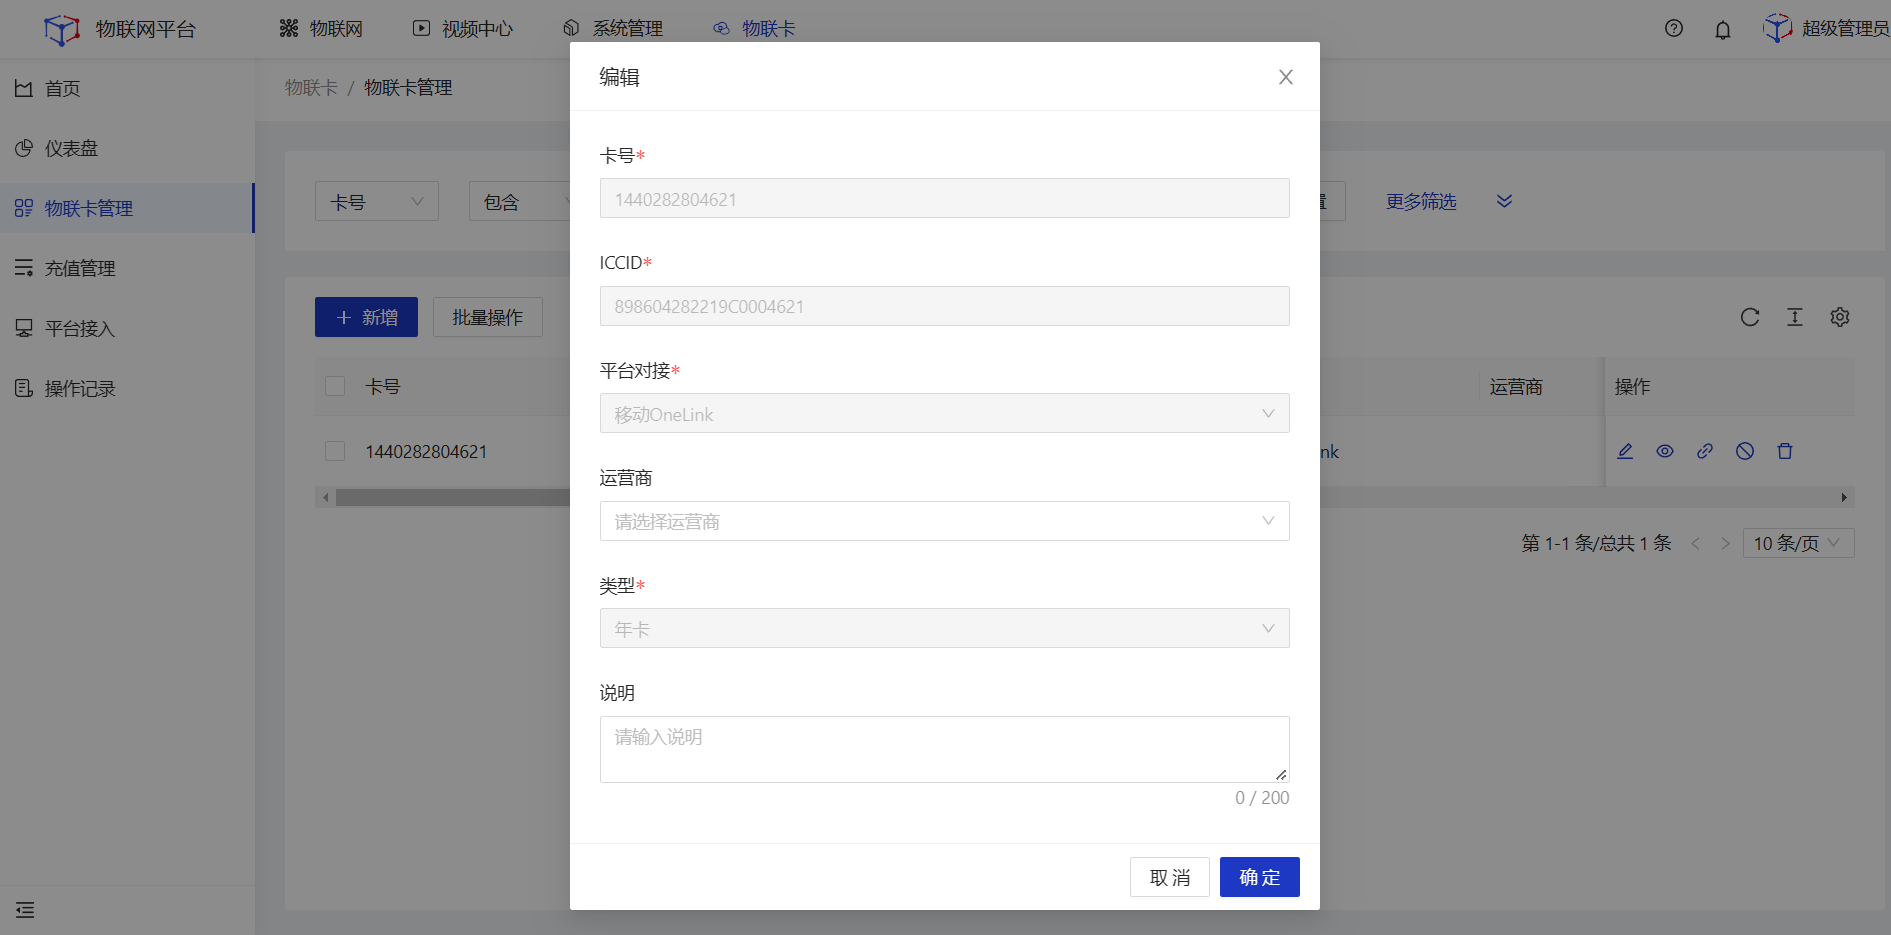 物联网平台
物联网
视频中心
系统管理
物联卡
超级管理员
首页
仪表盘
物联卡管理
充值管理
平台接入
操作记录
物联卡 / 物联卡管理
卡号
包含
更多筛选
新增
批量操作
卡号
运营商
操作
1440282804621
nk
第 1-1 条/总共 1 条
10 条/页
编辑
卡号*
1440282804621
ICCID*
898604282219C0004621
平台对接*
移动OneLink
运营商
请选择运营商
类型*
年卡
说明
请输入说明
0 / 200
取 消
确 定